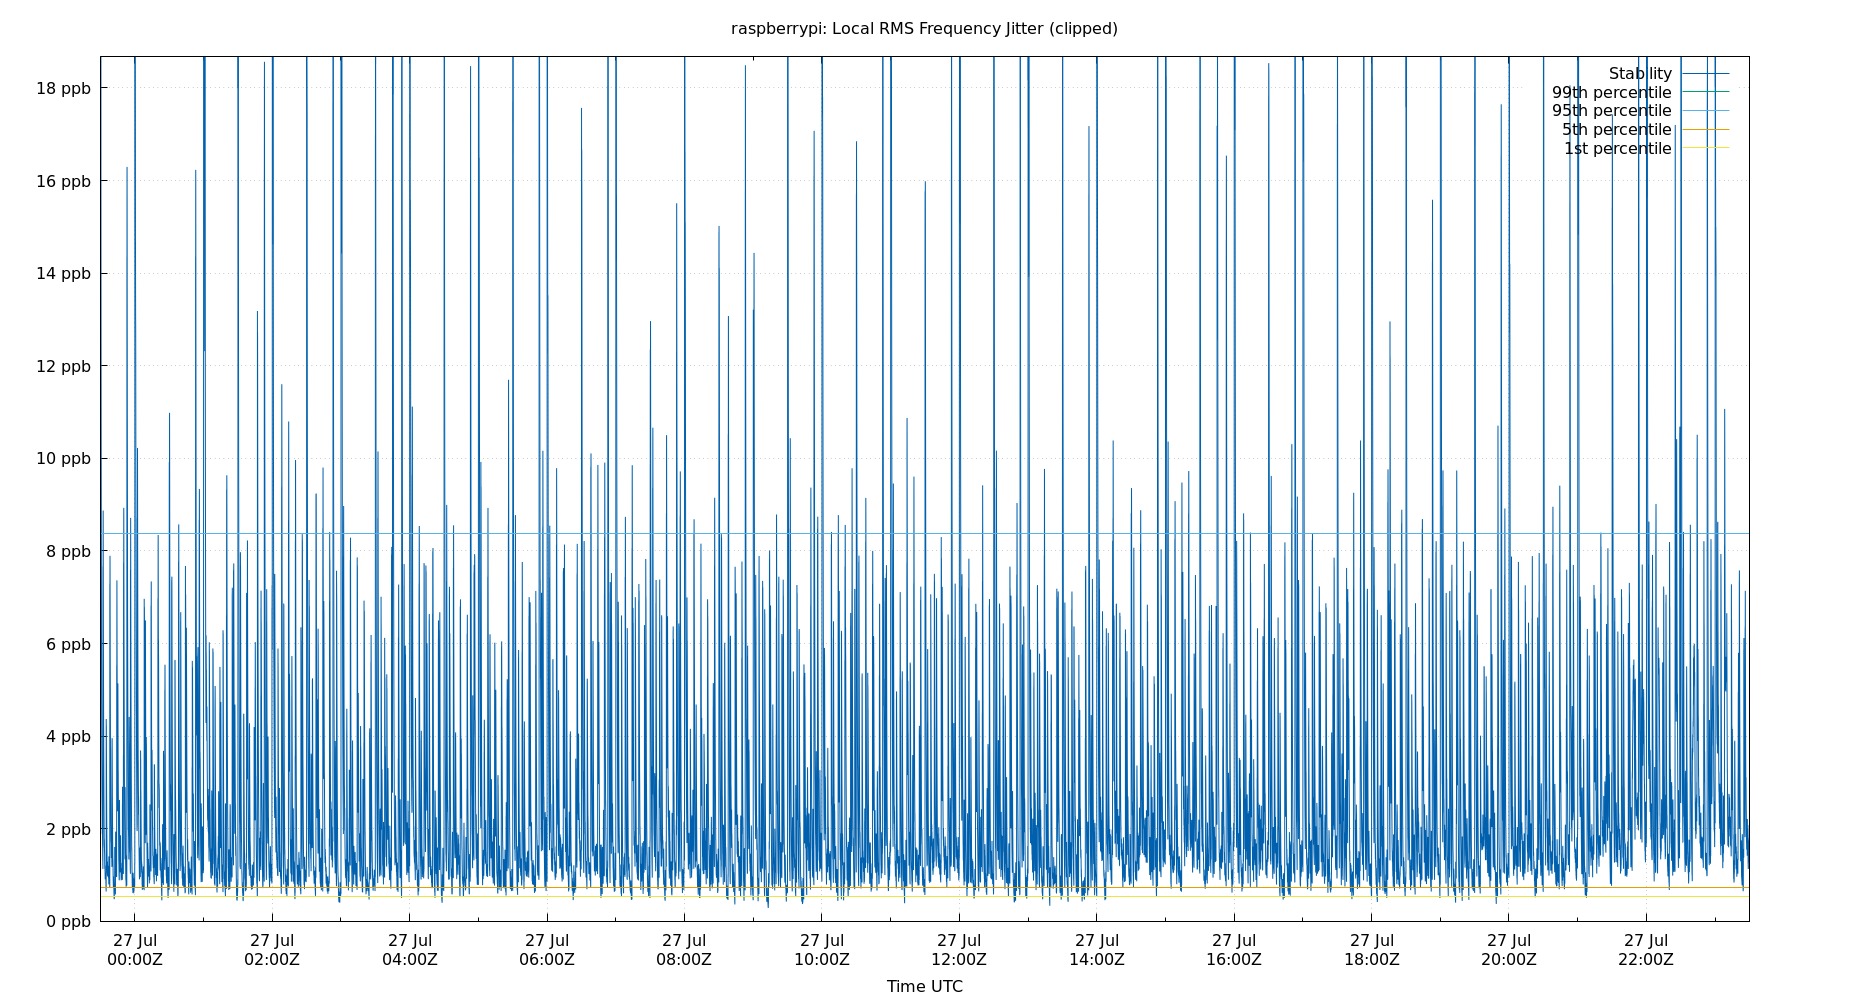 raspberrypi: Local RMS Frequency Jitter (clipped)
Stability
99th percentile
95th percentile
5th percentile
1st percentile
18 ppb
16 ppb
14 ppb
12 ppb
10 ppb
8 ppb
6 ppb
4 ppb
2 ppb
0 ppb
27 Jul 27 Jul 27 Jul 27 Jul 27 Jul 27 Jul 27 Jul 27 Jul 27 Jul 27 Jul 27 Jul 27 Jul
00:00Z 02:00Z 04:00Z 06:00Z 08:00Z 10:00Z 12:00Z 14:00Z 16:00Z 18:00Z 20:00Z 22:00Z
Time UTC